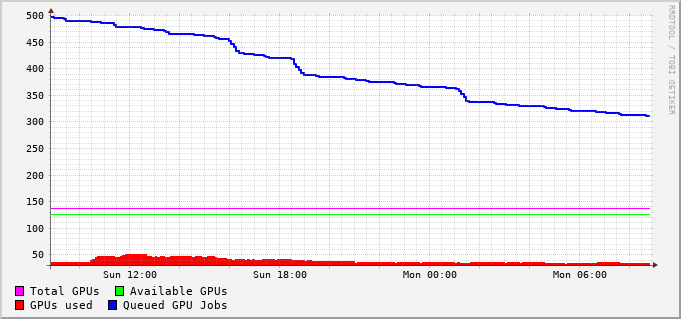 500
450
400
350
300
250
200
150
100
50
Sun 12:00 Sun 18:00 Mon 00:00 Mon 06:00
Total GPUs Available GPUs
GPUs used Queued GPU Jobs
RRDTOOL / TOBI OETIKER